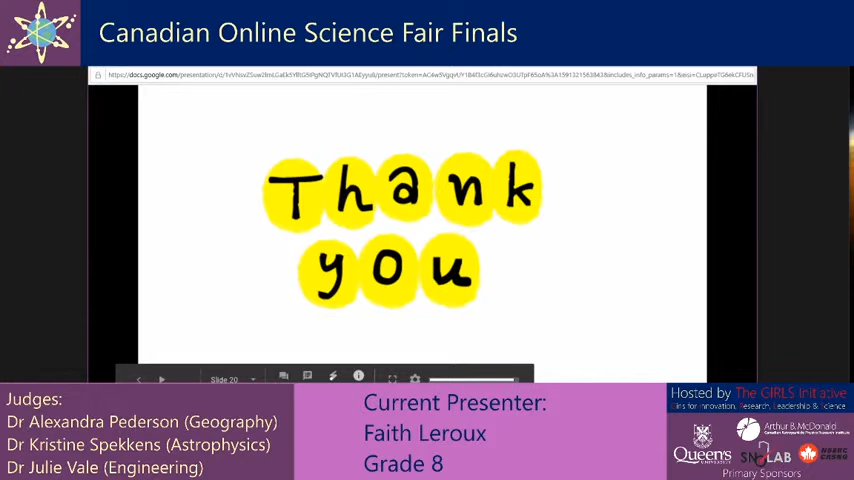 Canadian Online Science Fair Finals
Thank
you
Slide 20
Judges:
Dr Alexandra Pederson (Geography)
Dr Kristine Spekkens (Astrophysics)
Dr Julie Vale (Engineering)
Current Presenter:
Faith Leroux
Grade 8
Hosted by The GIRLS Initiative
Girls for Innovation, Research, Leadership & Science
Arthur B. McDonald
Queen's
SNOLAB
NSERC
CRSNG
Primary Sponsors